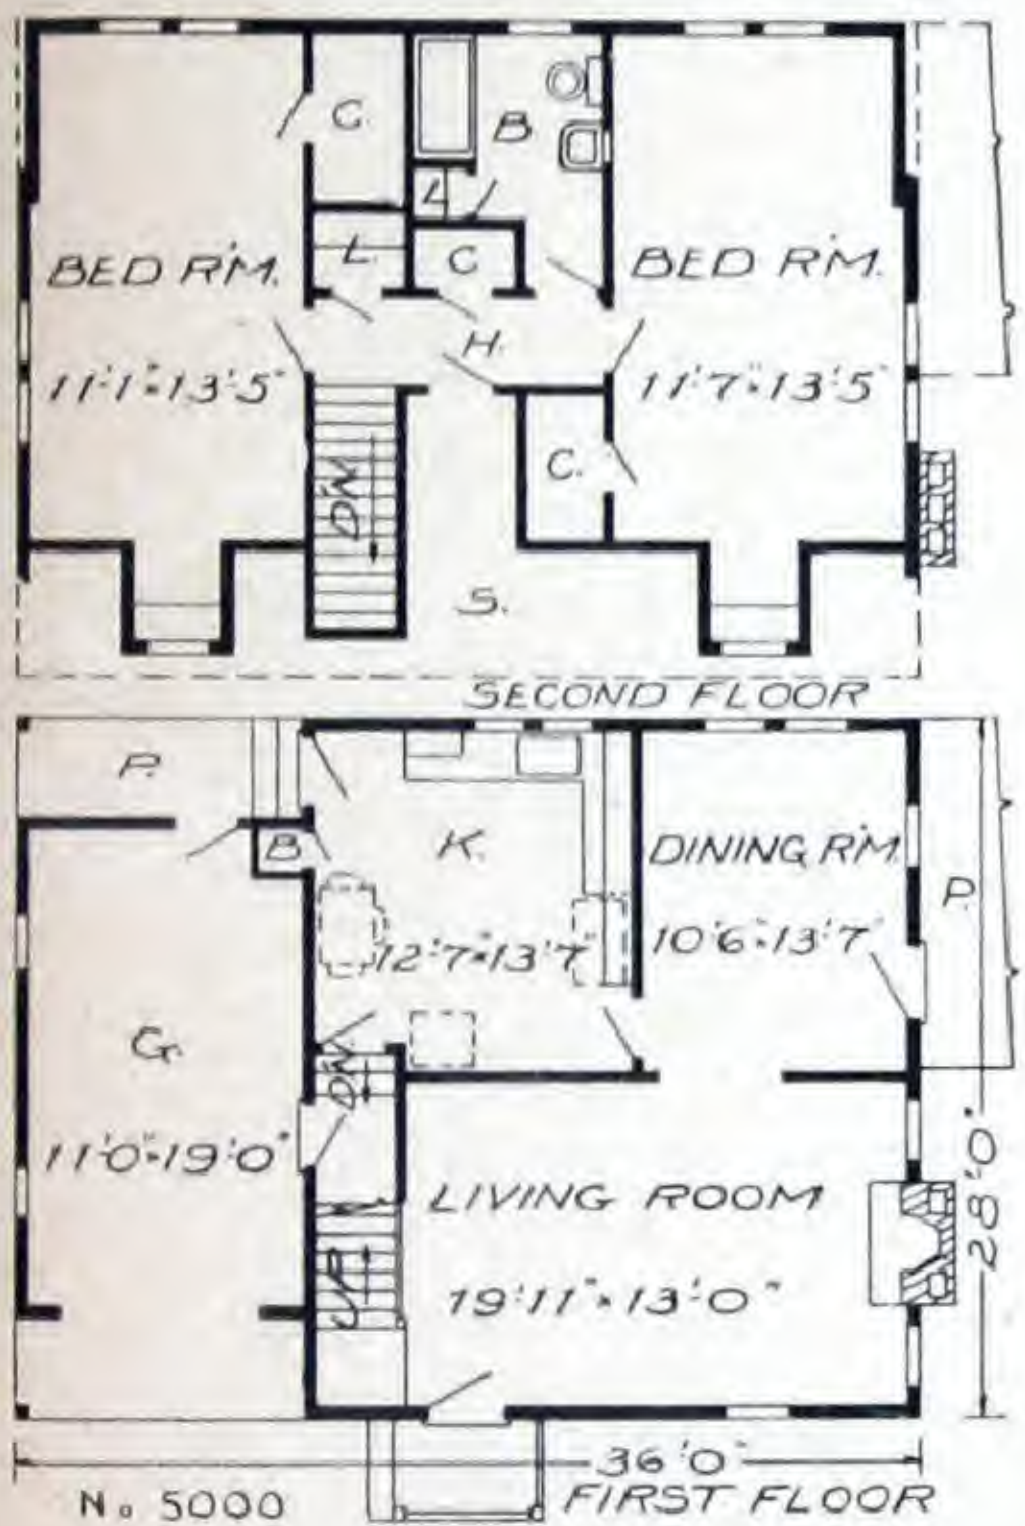 C.
B.
L
L.
C
BED R'M.
BED R'M.
H.
11'-1"x13'-5"
11'-7"x13'-5"
C.
D'N.
S.
SECOND FLOOR
P.
B
K.
DINING R'M.
P.
12'-7"x13'-7"
10'6"x13'-7"
G.
D'N.
11'-0"x19'-0"
LIVING ROOM
28'-0"
UP
19'-11"x13'-0"
36'-0"
No 5000
FIRST FLOOR